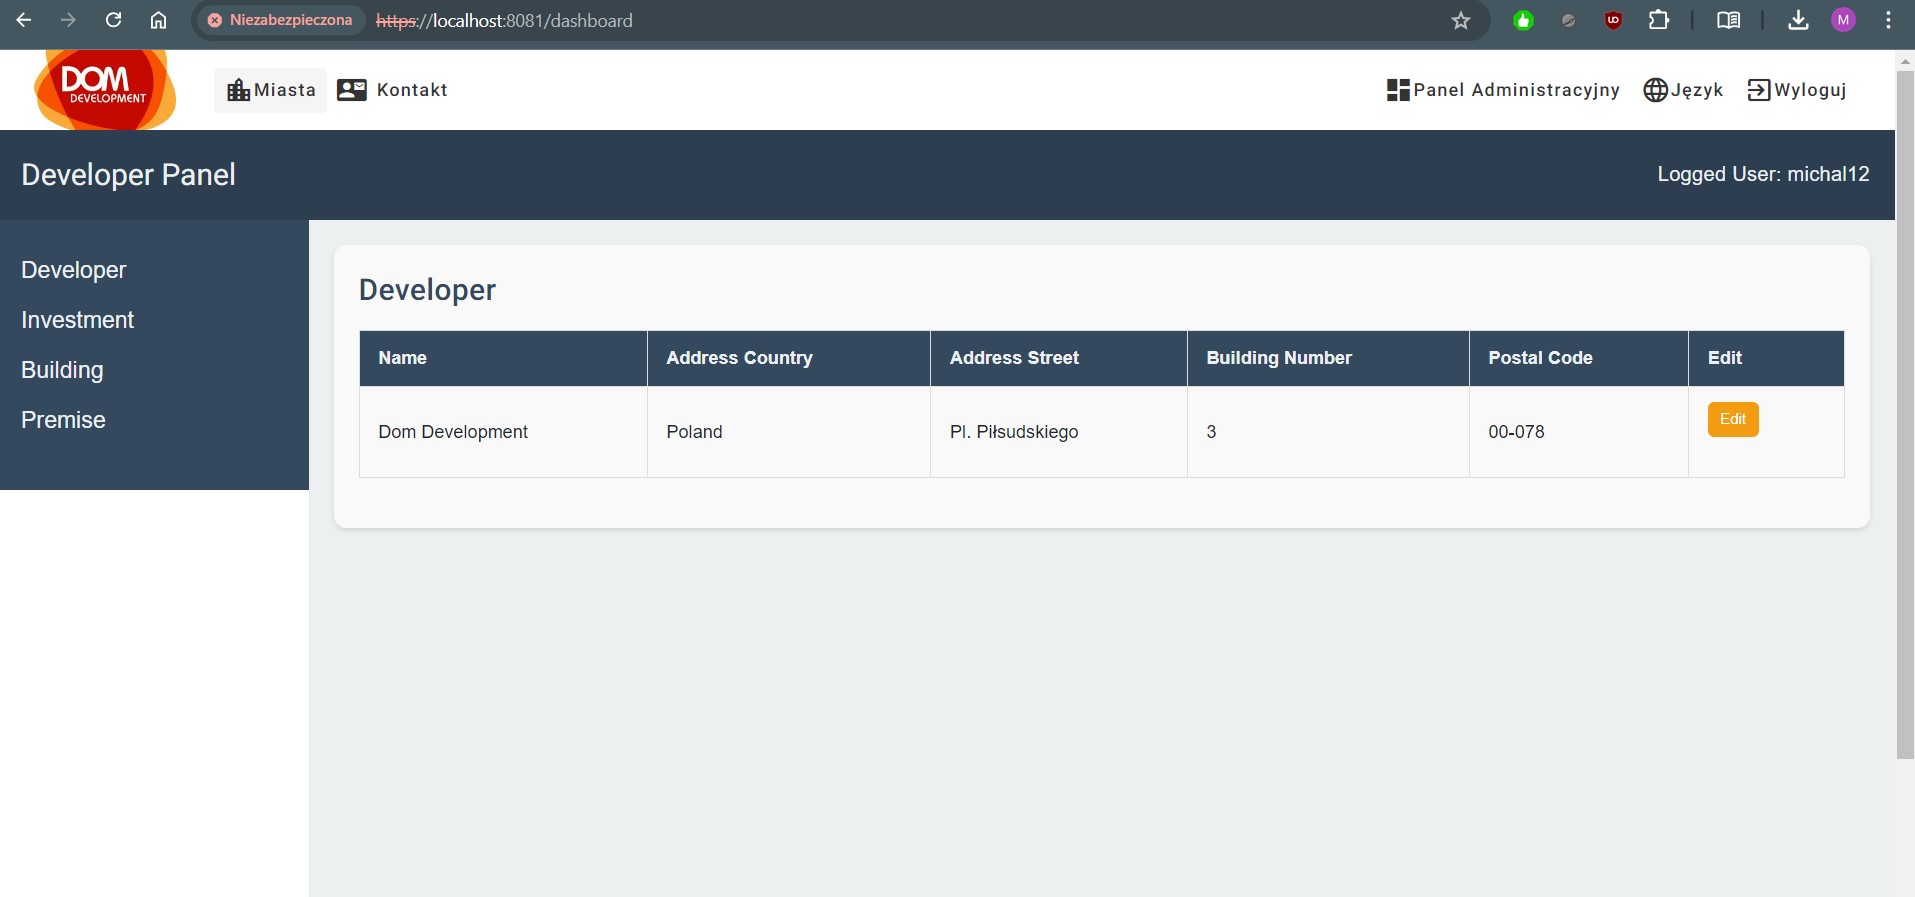 Niezabezpieczona https://localhost:8081/dashboard
UO
M
DOM
DEVELOPMENT
Miasta Kontakt Panel Administracyjny Język Wyloguj
Developer Panel Logged User: michal12
Developer
Investment
Building
Premise
Developer
Name Address Country Address Street Building Number Postal Code Edit
Dom Development Poland Pl. Piłsudskiego 3 00-078 Edit